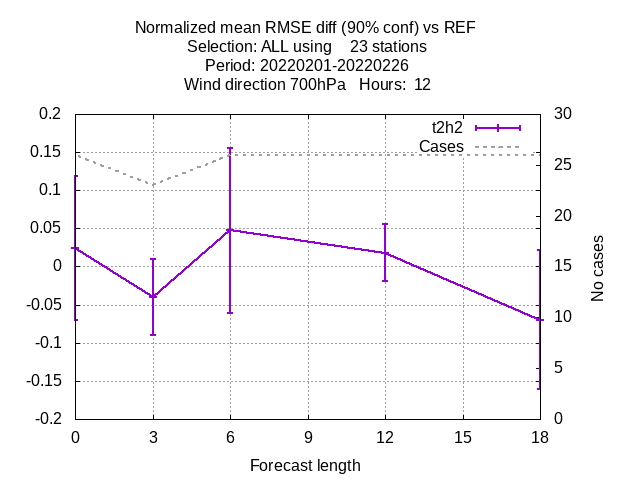 Normalized mean RMSE diff (90% conf) vs REF
Selection: ALL using    23 stations
Period: 20220201-20220226
Wind direction 700hPa   Hours:  12
t2h2
Cases
0.2
0.15
0.1
0.05
0
-0.05
-0.1
-0.15
-0.2
30
25
20
15
10
5
0
No cases
0 3 6 9 12 15 18
Forecast length